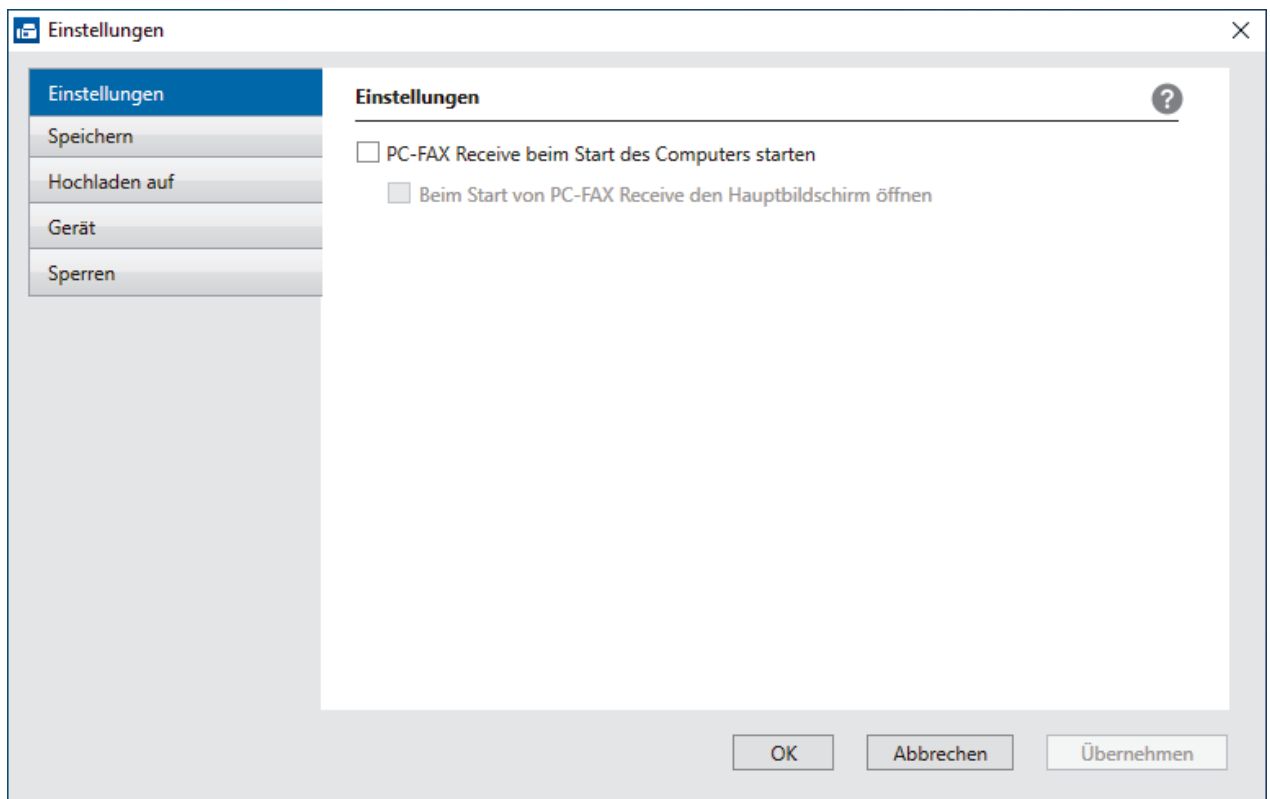 Einstellungen
Einstellungen
Speichern
Hochladen auf
Gerät
Sperren
Einstellungen
?
PC-FAX Receive beim Start des Computers starten
Beim Start von PC-FAX Receive den Hauptbildschirm öffnen
OK
Abbrechen
Übernehmen